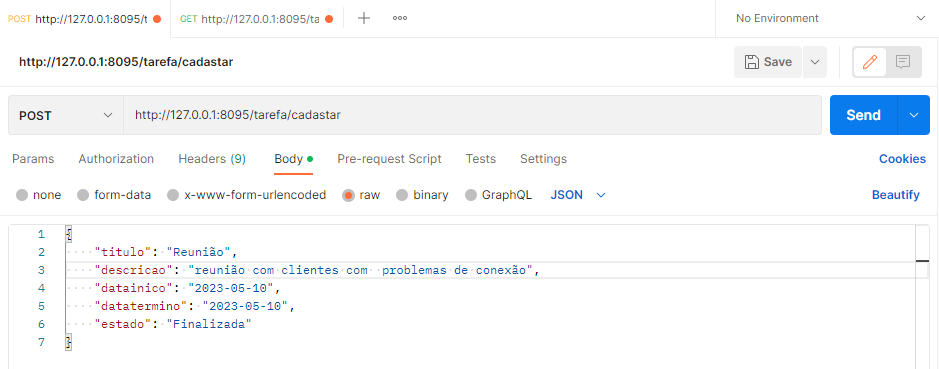 POST http://127.0.0.1:8095/t GET http://127.0.0.1:8095/ta No Environment
http://127.0.0.1:8095/tarefa/cadastar Save
POST http://127.0.0.1:8095/tarefa/cadastar Send
Params Authorization Headers (9) Body Pre-request Script Tests Settings Cookies
none form-data x-www-form-urlencoded raw binary GraphQL JSON Beautify
1 {
2 "titulo": "Reunião",
3 "descricao": "reunião com clientes com  problemas de conexão",
4 "datainico": "2023-05-10",
5 "datatermino": "2023-05-10",
6 "estado": "Finalizada"
7 }